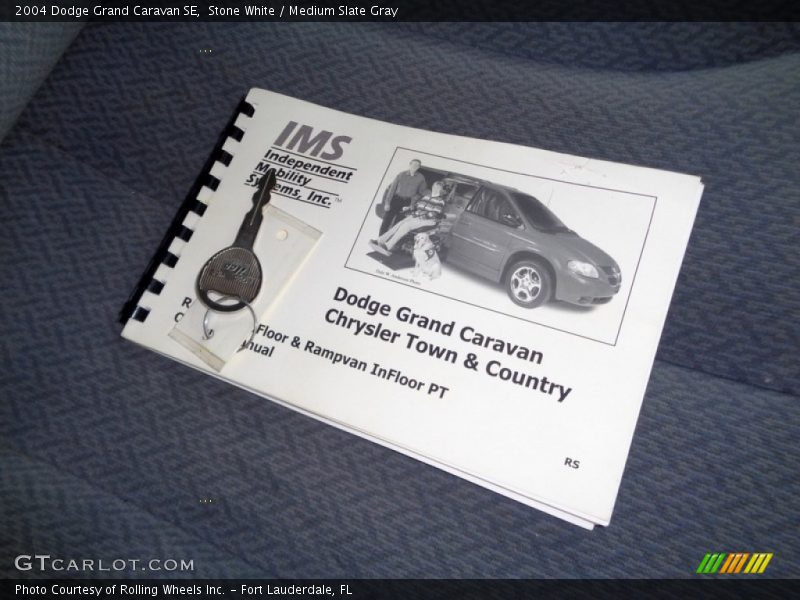 2004 Dodge Grand Caravan SE,  Stone White / Medium Slate Gray
IMS
Independent
Mobility
Systems, Inc.™
Dodge Grand Caravan
Chrysler Town & Country
Floor & Rampvan InFloor PT
RS
GTCARLOT.COM
Photo Courtesy of Rolling Wheels Inc. – Fort Lauderdale, FL